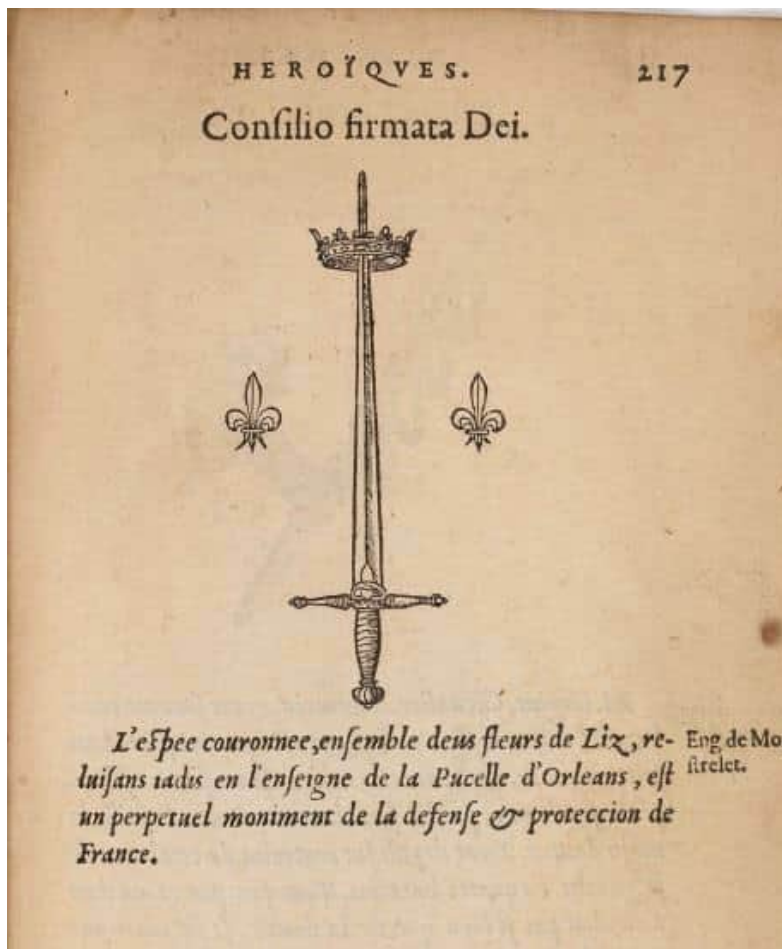 HEROÏQVES. 217
Conſilio firmata Dei.
L'eſpee couronnee,enſemble deus fleurs de Liz, re-
luiſans iadis en l'enſeigne de la Pucelle d'Orleans, eſt
un perpetuel moniment de la defenſe & proteccion de
France.
Eng de Mo
ſtrelet.